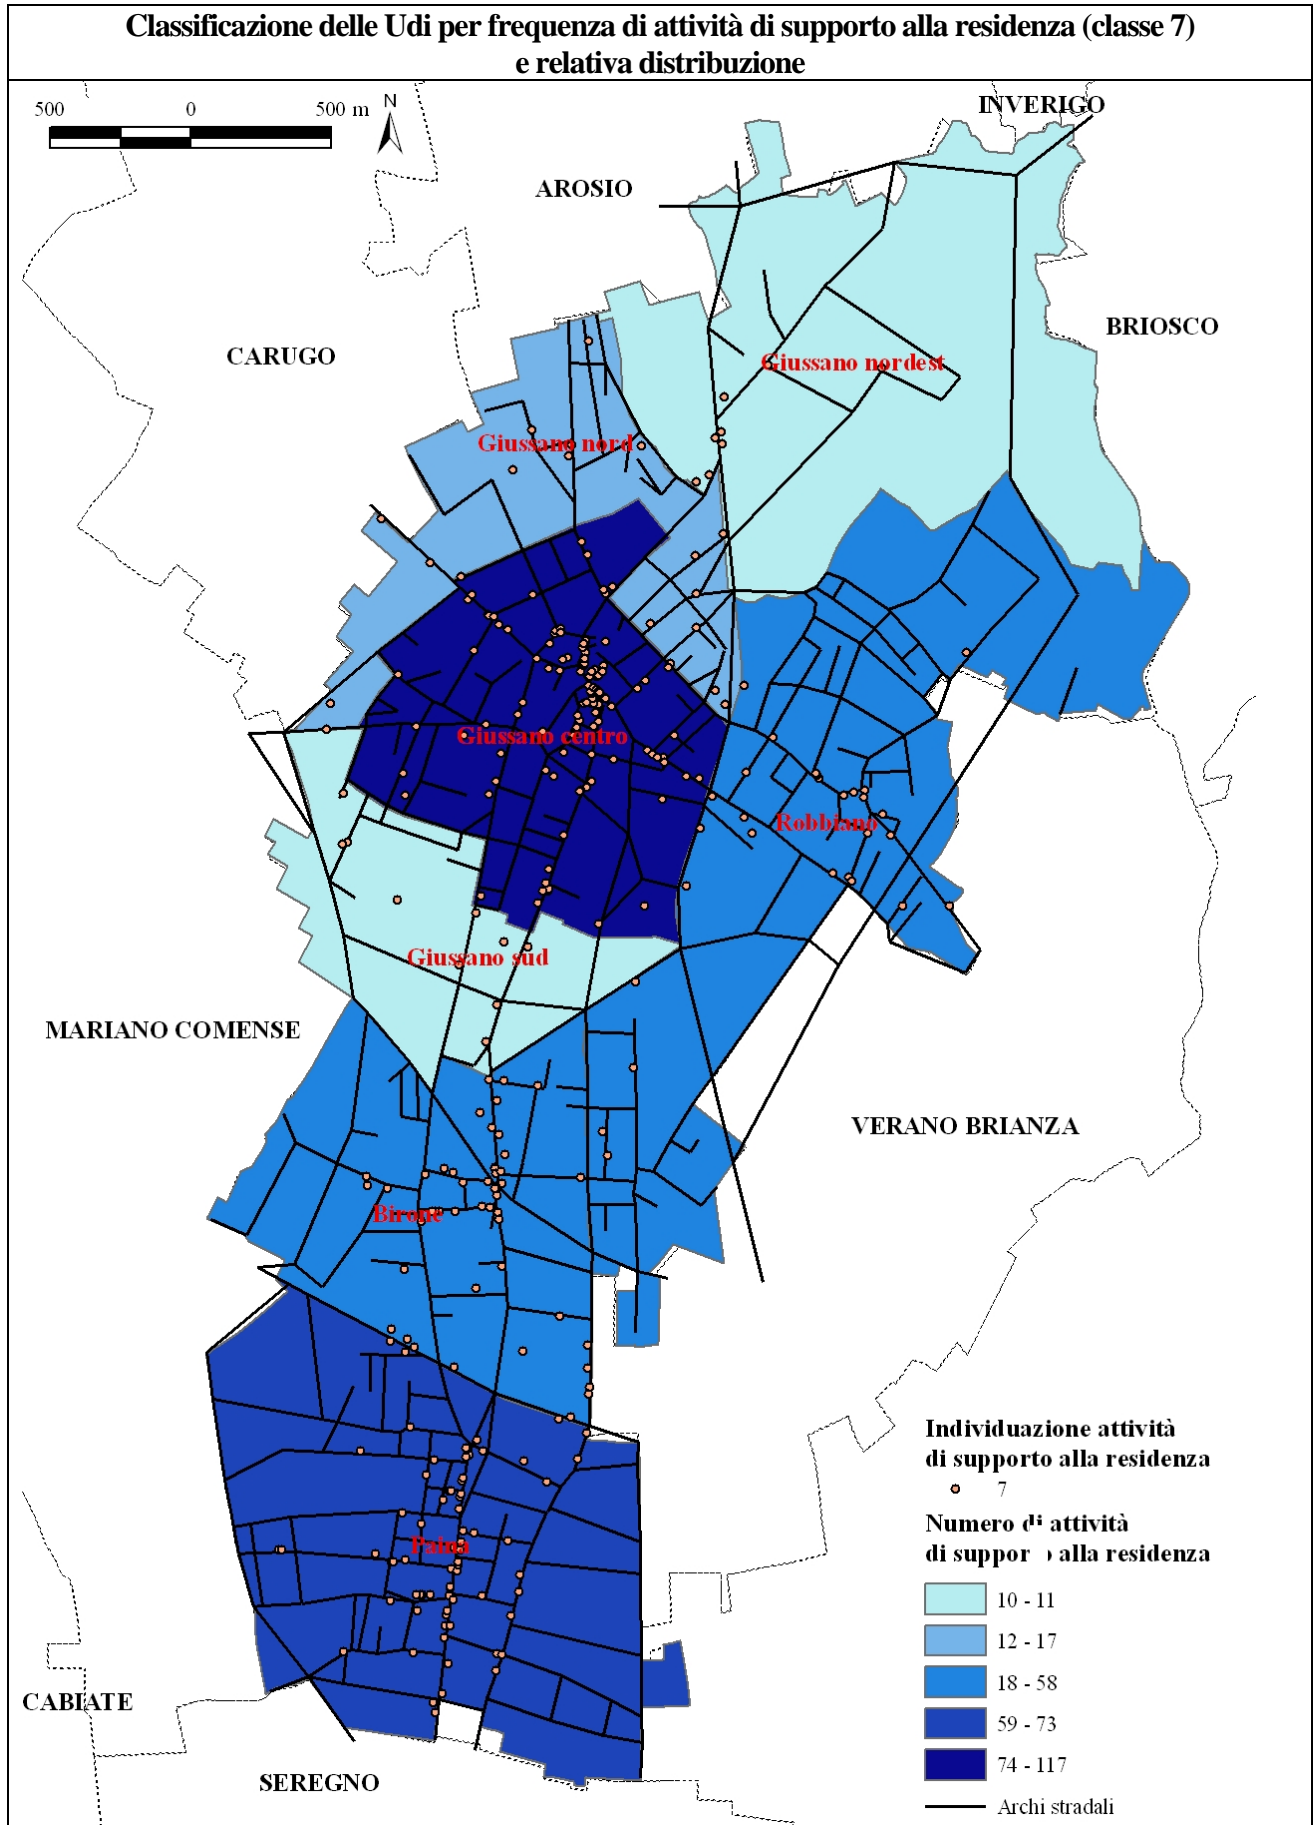 Classificazione delle Udi per frequenza di attività di supporto alla residenza (classe 7)
e relativa distribuzione
500 0 500 m
N
INVERIGO
AROSIO
BRIOSCO
CARUGO
Giussano nordest
Giussano nord
Giussano centro
Robbiano
Giussano sud
MARIANO COMENSE
VERANO BRIANZA
Birone
Paina
CABIATE
SEREGNO
Individuazione attività
di supporto alla residenza
7
Numero di attività
di suppor o alla residenza
10 - 11
12 - 17
18 - 58
59 - 73
74 - 117
Archi stradali